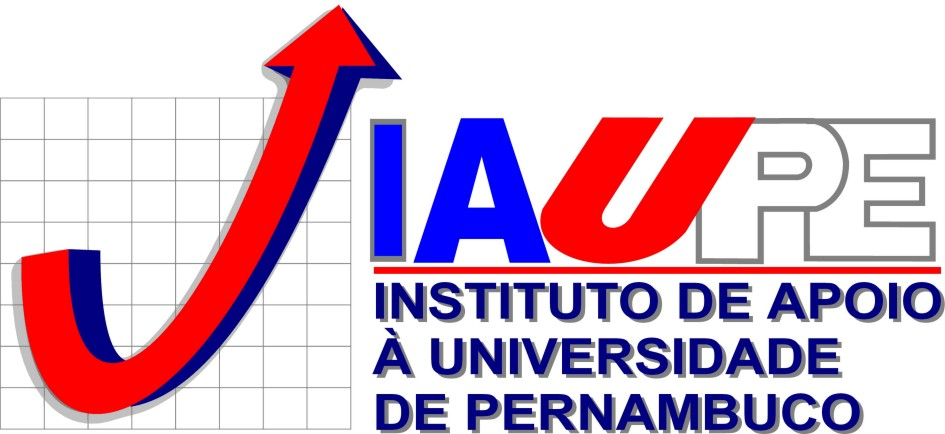 IAUPE
INSTITUTO DE APOIO
À UNIVERSIDADE
DE PERNAMBUCO